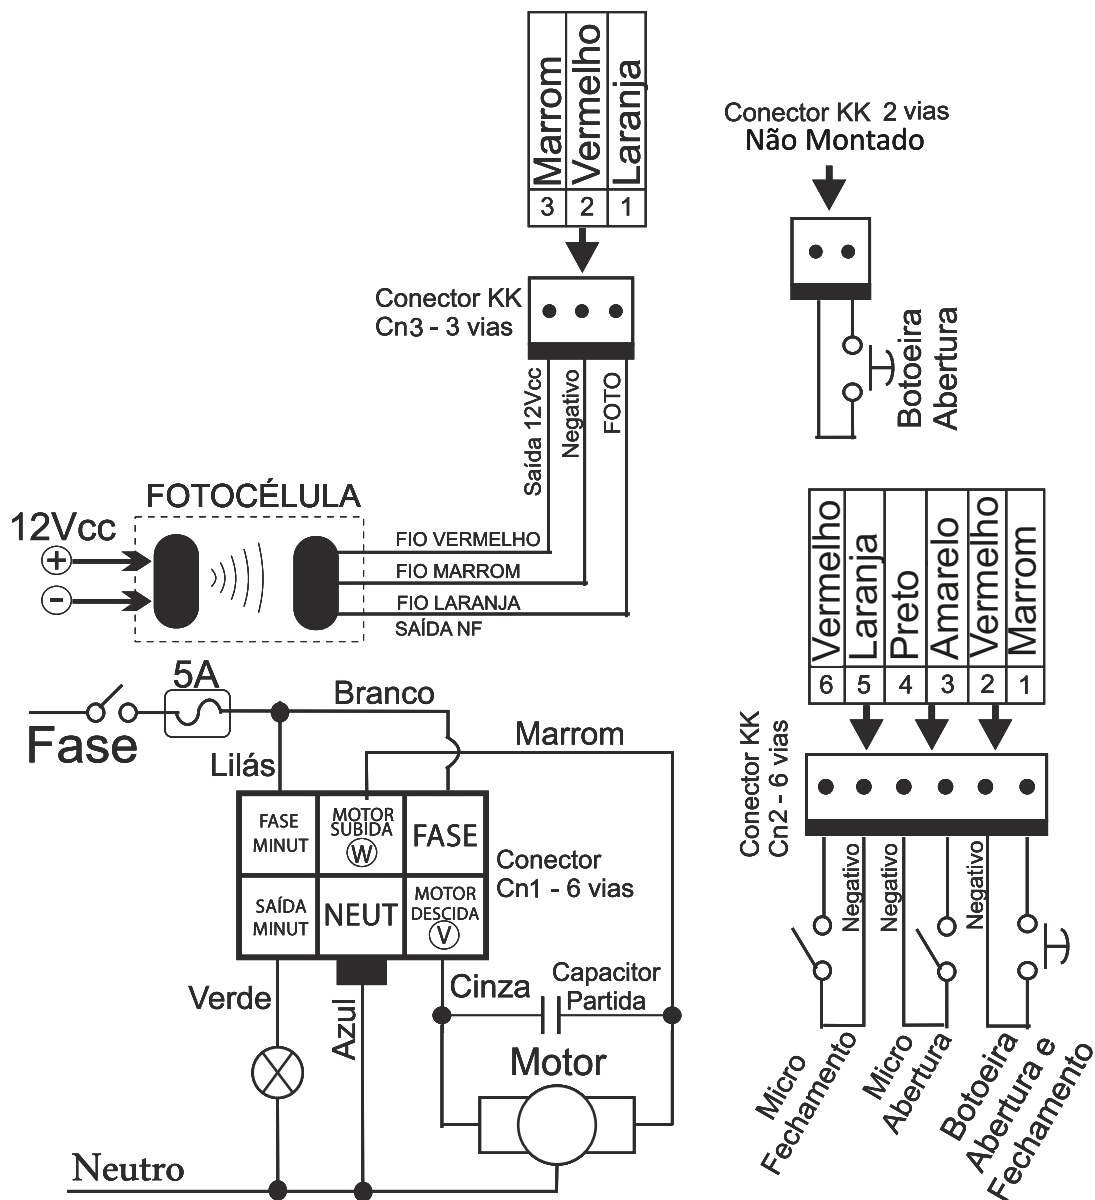 Marrom
Vermelho
Laranja
3
2
1
Conector KK 2 vias
Não Montado
Conector KK
Cn3 - 3 vias
Saída 12Vcc
Negativo
FOTO
Botoeira
Abertura
FOTOCÉLULA
12Vcc
+
-
FIO VERMELHO
FIO MARROM
FIO LARANJA
SAÍDA NF
Vermelho
Laranja
Preto
Amarelo
Vermelho
Marrom
6
5
4
3
2
1
5A
Branco
Fase
Marrom
Lilás
Conector KK
Cn2 - 6 vias
FASE
MINUT
MOTOR
SUBIDA
W
FASE
SAÍDA
MINUT
NEUT
MOTOR
DESCIDA
V
Conector
Cn1 - 6 vias
Negativo
Negativo
Negativo
Verde
Azul
Cinza
Capacitor
Partida
Motor
Micro
Fechamento
Micro
Abertura
Botoeira
Abertura e
Fechamento
Neutro